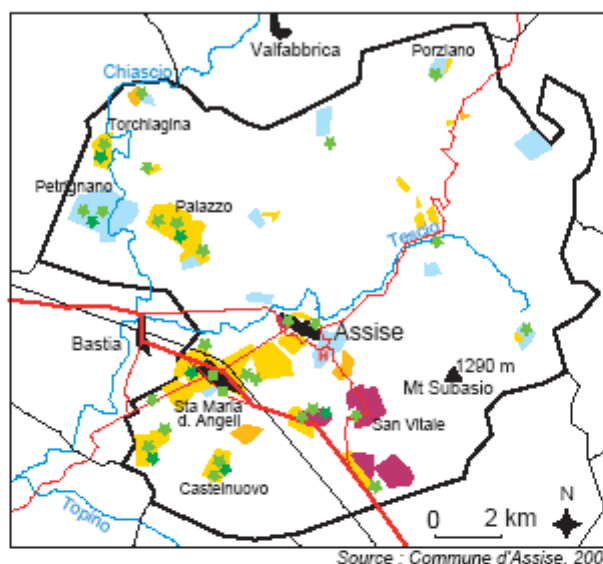 Valfabbrica
Porziano
Chiascio
Torchiagina
Petrignano
Palazzo
Tescio
Assise
Bastia
1290 m
Mt Subasio
Sta Maria
d. Angeli
San Vitale
Castelnuovo
N
Topino
0 2 km
Source : Commune d'Assise, 200